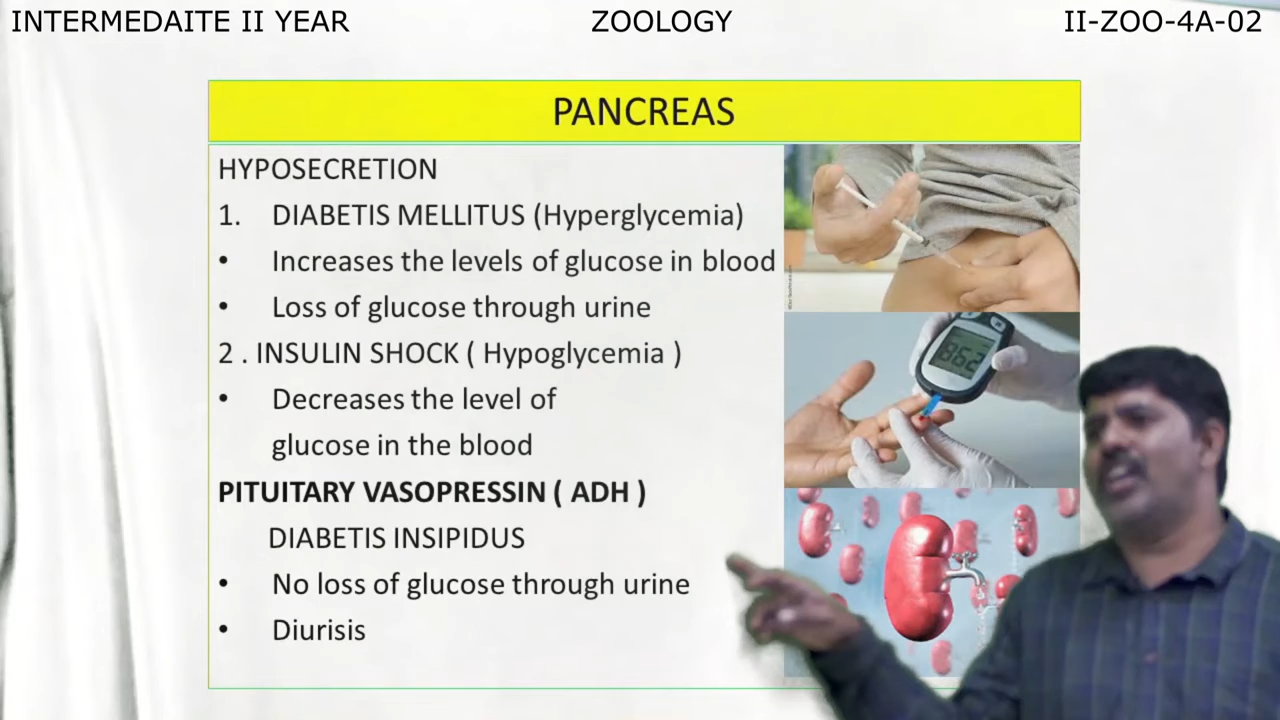 INTERMEDAITE II YEAR ZOOLOGY II-ZOO-4A-02
PANCREAS
HYPOSECRETION
1. DIABETIS MELLITUS (Hyperglycemia)
• Increases the levels of glucose in blood
• Loss of glucose through urine
2 . INSULIN SHOCK ( Hypoglycemia )
• Decreases the level of
glucose in the blood
PITUITARY VASOPRESSIN ( ADH )
DIABETIS INSIPIDUS
• No loss of glucose through urine
• Diurisis
862